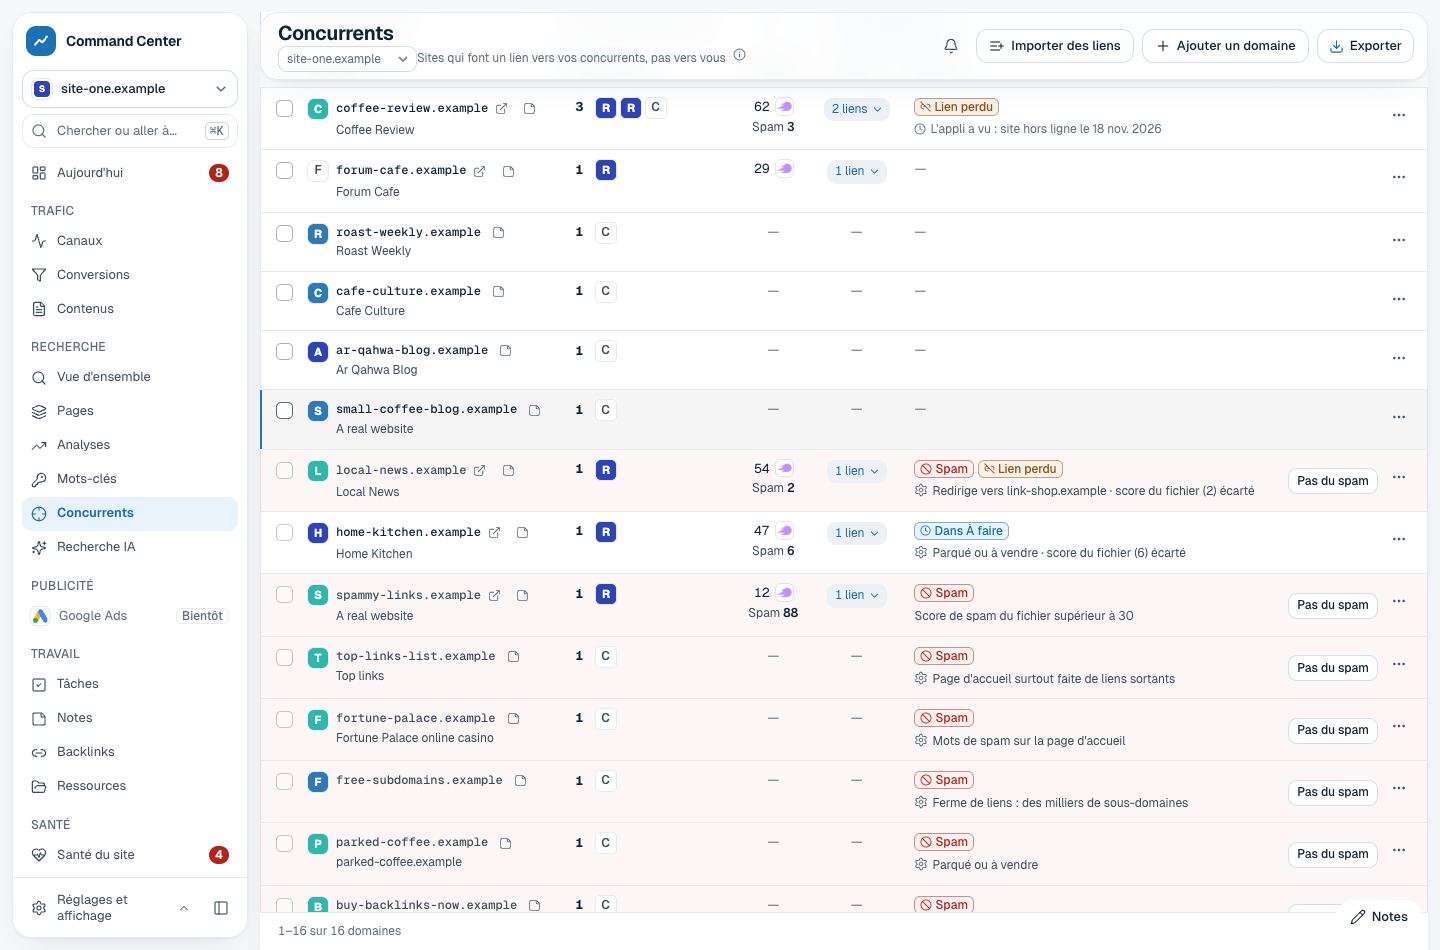 Command Center
S site-one.example
Chercher ou aller à... ⌘K
Aujourd'hui 8
TRAFIC
Canaux
Conversions
Contenus
RECHERCHE
Vue d'ensemble
Pages
Analyses
Mots-clés
Concurrents
Recherche IA
PUBLICITÉ
Google Ads Bientôt
TRAVAIL
Tâches
Notes
Backlinks
Ressources
SANTÉ
Santé du site 4
Réglages et
affichage
Concurrents
site-one.example Sites qui font un lien vers vos concurrents, pas vers vous
Importer des liens
Ajouter un domaine
Exporter
C coffee-review.example 3 R R C 62 2 liens Lien perdu
Coffee Review Spam 3 L'appli a vu : site hors ligne le 18 nov. 2026
F forum-cafe.example 1 R 29 1 lien —
Forum Cafe
R roast-weekly.example 1 C — — —
Roast Weekly
C cafe-culture.example 1 C — — —
Cafe Culture
A ar-qahwa-blog.example 1 C — — —
Ar Qahwa Blog
S small-coffee-blog.example 1 C — — —
A real website
L local-news.example 1 R 54 1 lien Spam Lien perdu
Local News Spam 2 Redirige vers link-shop.example · score du fichier (2) écarté Pas du spam
H home-kitchen.example 1 R 47 1 lien Dans À faire
Home Kitchen Spam 6 Parqué ou à vendre · score du fichier (6) écarté
S spammy-links.example 1 R 12 1 lien Spam
A real website Spam 88 Score de spam du fichier supérieur à 30 Pas du spam
T top-links-list.example 1 C — — Spam
Top links Page d'accueil surtout faite de liens sortants Pas du spam
F fortune-palace.example 1 C — — Spam
Fortune Palace online casino Mots de spam sur la page d'accueil Pas du spam
F free-subdomains.example 1 C — — Spam
Ferme de liens : des milliers de sous-domaines Pas du spam
P parked-coffee.example 1 C — — Spam
parked-coffee.example Parqué ou à vendre Pas du spam
B buy-backlinks-now.example 1 C — — Spam
1–16 sur 16 domaines
Notes